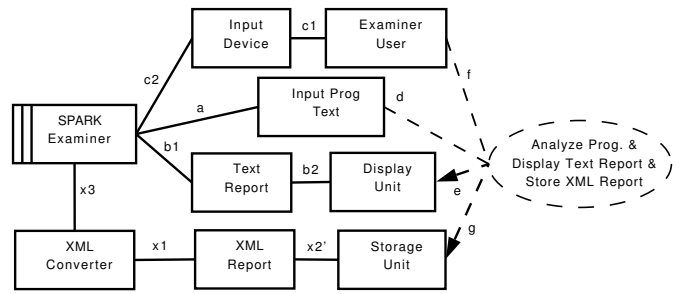 Input
Device
c1
Examiner
User
c2
f
Input Prog
Text
a
d
SPARK
Examiner
b1
Text
Report
b2
Display
Unit
e
Analyze Prog. &
Display Text Report &
Store XML Report
x3
g
XML
Converter
x1
XML
Report
x2'
Storage
Unit